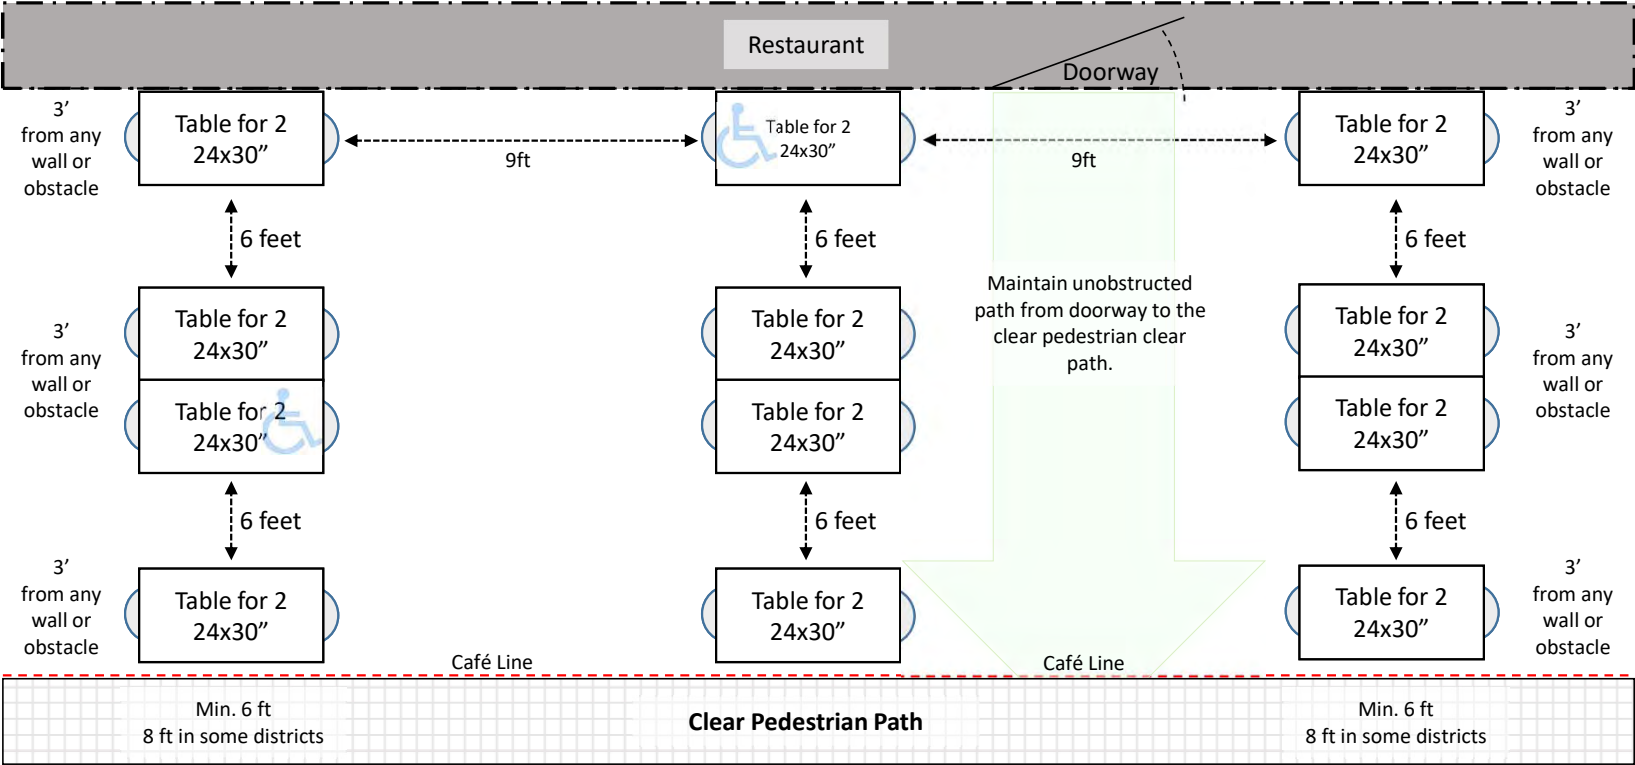 Restaurant
Doorway
3’
from any
wall or
obstacle
Table for 2
24x30”
9ft
Table for 2
24x30”
9ft
Table for 2
24x30”
3’
from any
wall or
obstacle
6 feet
6 feet
6 feet
3’
from any
wall or
obstacle
Table for 2
24x30”
Table for 2
24x30”
Table for 2
24x30”
Table for 2
24x30”
Maintain unobstructed
path from doorway to the
clear pedestrian clear
path.
Table for 2
24x30”
Table for 2
24x30”
3’
from any
wall or
obstacle
6 feet
6 feet
6 feet
3’
from any
wall or
obstacle
Table for 2
24x30”
Table for 2
24x30”
Table for 2
24x30”
3’
from any
wall or
obstacle
Café Line
Café Line
Min. 6 ft
8 ft in some districts
Clear Pedestrian Path
Min. 6 ft
8 ft in some districts